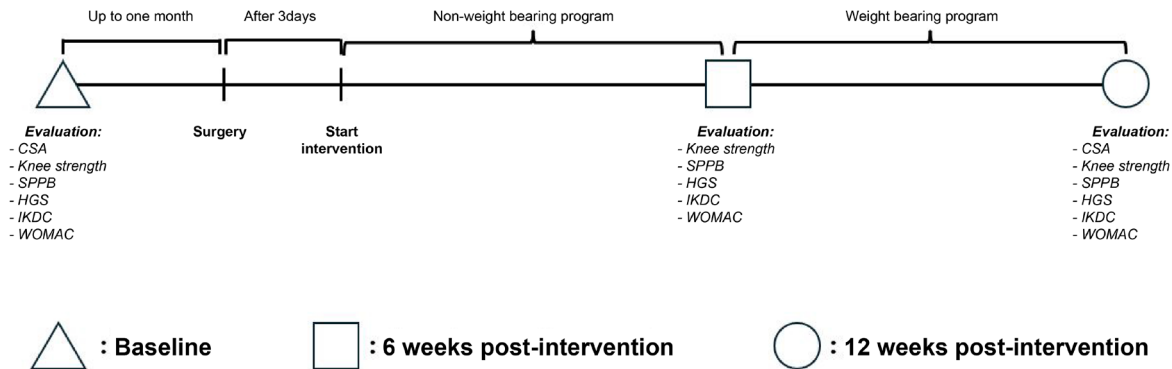 Up to one month
After 3days
Non-weight bearing program
Weight bearing program
Evaluation:
- CSA
- Knee strength
- SPPB
- HGS
- IKDC
- WOMAC
Surgery
Start
intervention
Evaluation:
- Knee strength
- SPPB
- HGS
- IKDC
- WOMAC
Evaluation:
- CSA
- Knee strength
- SPPB
- HGS
- IKDC
- WOMAC
: Baseline
: 6 weeks post-intervention
: 12 weeks post-intervention